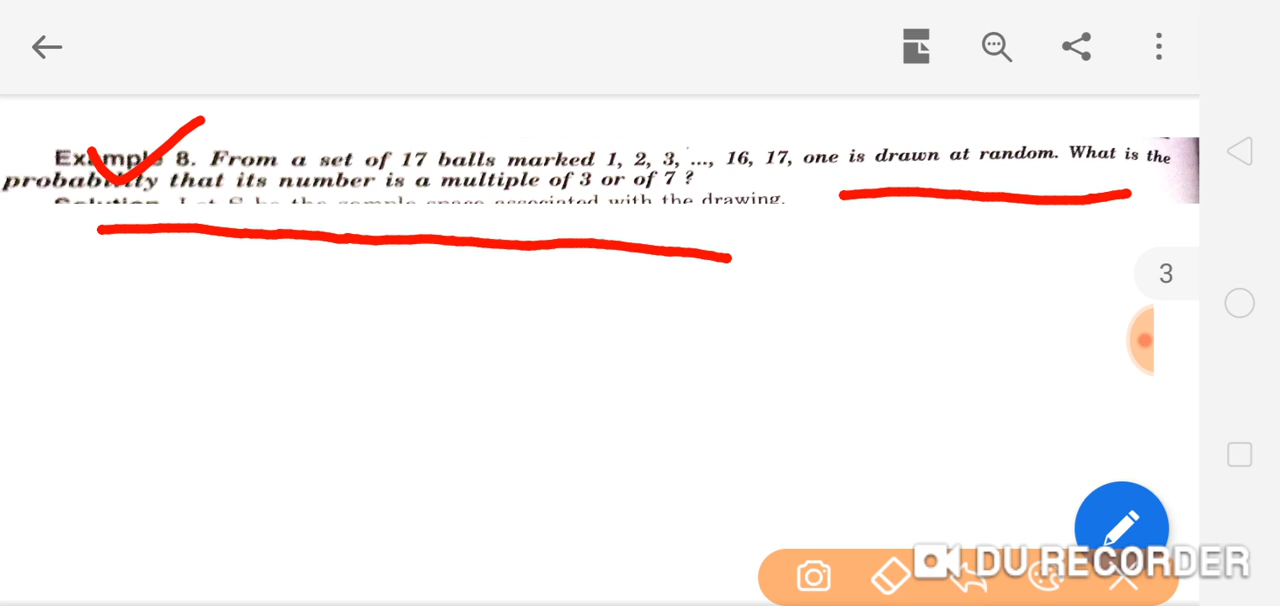 Example 8. From a set of 17 balls marked 1, 2, 3, ..., 16, 17, one is drawn at random. What is the
probability that its number is a multiple of 3 or of 7 ?
Solution. Let S be the sample space associated with the drawing.
3
DU RECORDER